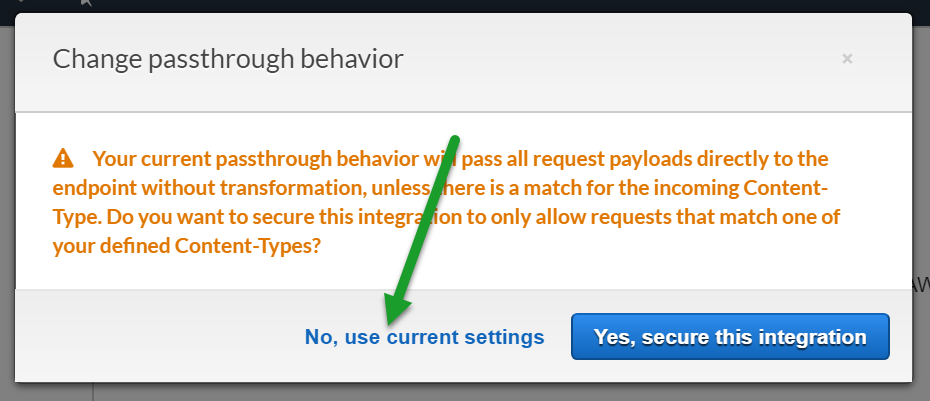 Change passthrough behavior
×
Your current passthrough behavior will pass all request payloads directly to the
endpoint without transformation, unless there is a match for the incoming Content-
Type. Do you want to secure this integration to only allow requests that match one of
your defined Content-Types?
No, use current settings
Yes, secure this integration